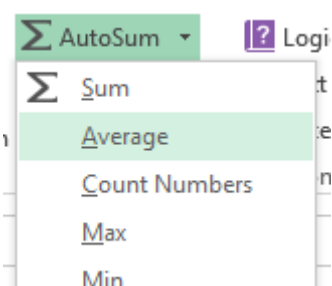 Σ AutoSum
? Logi
Σ Sum
Average
Count Numbers
Max
Min